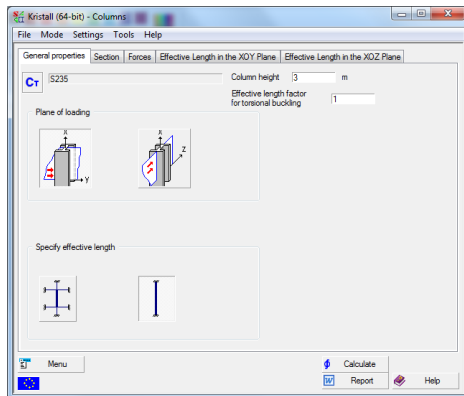 Kristall (64-bit) - Columns
File Mode Settings Tools Help
General properties Section Forces Effective Length in the XOY Plane Effective Length in the XOZ Plane
Ст S235 Column height 3 m
Effective length factor
for torsional buckling 1
Plane of loading
X X
Z
Y
Specify effective length
Menu Calculate
W Report Help